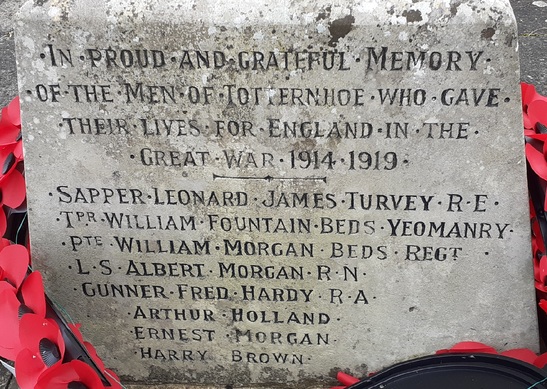 ·IN·PROUD·AND·GRATEFUL·MEMORY·
·OF·THE·MEN·OF·TOTTERNHOE·WHO·GAVE·
·THEIR·LIVES·FOR·ENGLAND·IN·THE·
·GREAT·WAR·1914-1919·
·SAPPER·LEONARD·JAMES·TURVEY·R·E·
·TPR·WILLIAM·FOUNTAIN·BEDS·YEOMANRY·
·PTE·WILLIAM·MORGAN·BEDS·REGT·
·L·S·ALBERT·MORGAN·R·N·
·GUNNER·FRED·HARDY·R·A·
·ARTHUR·HOLLAND·
·ERNEST·MORGAN·
·HARRY·BROWN·